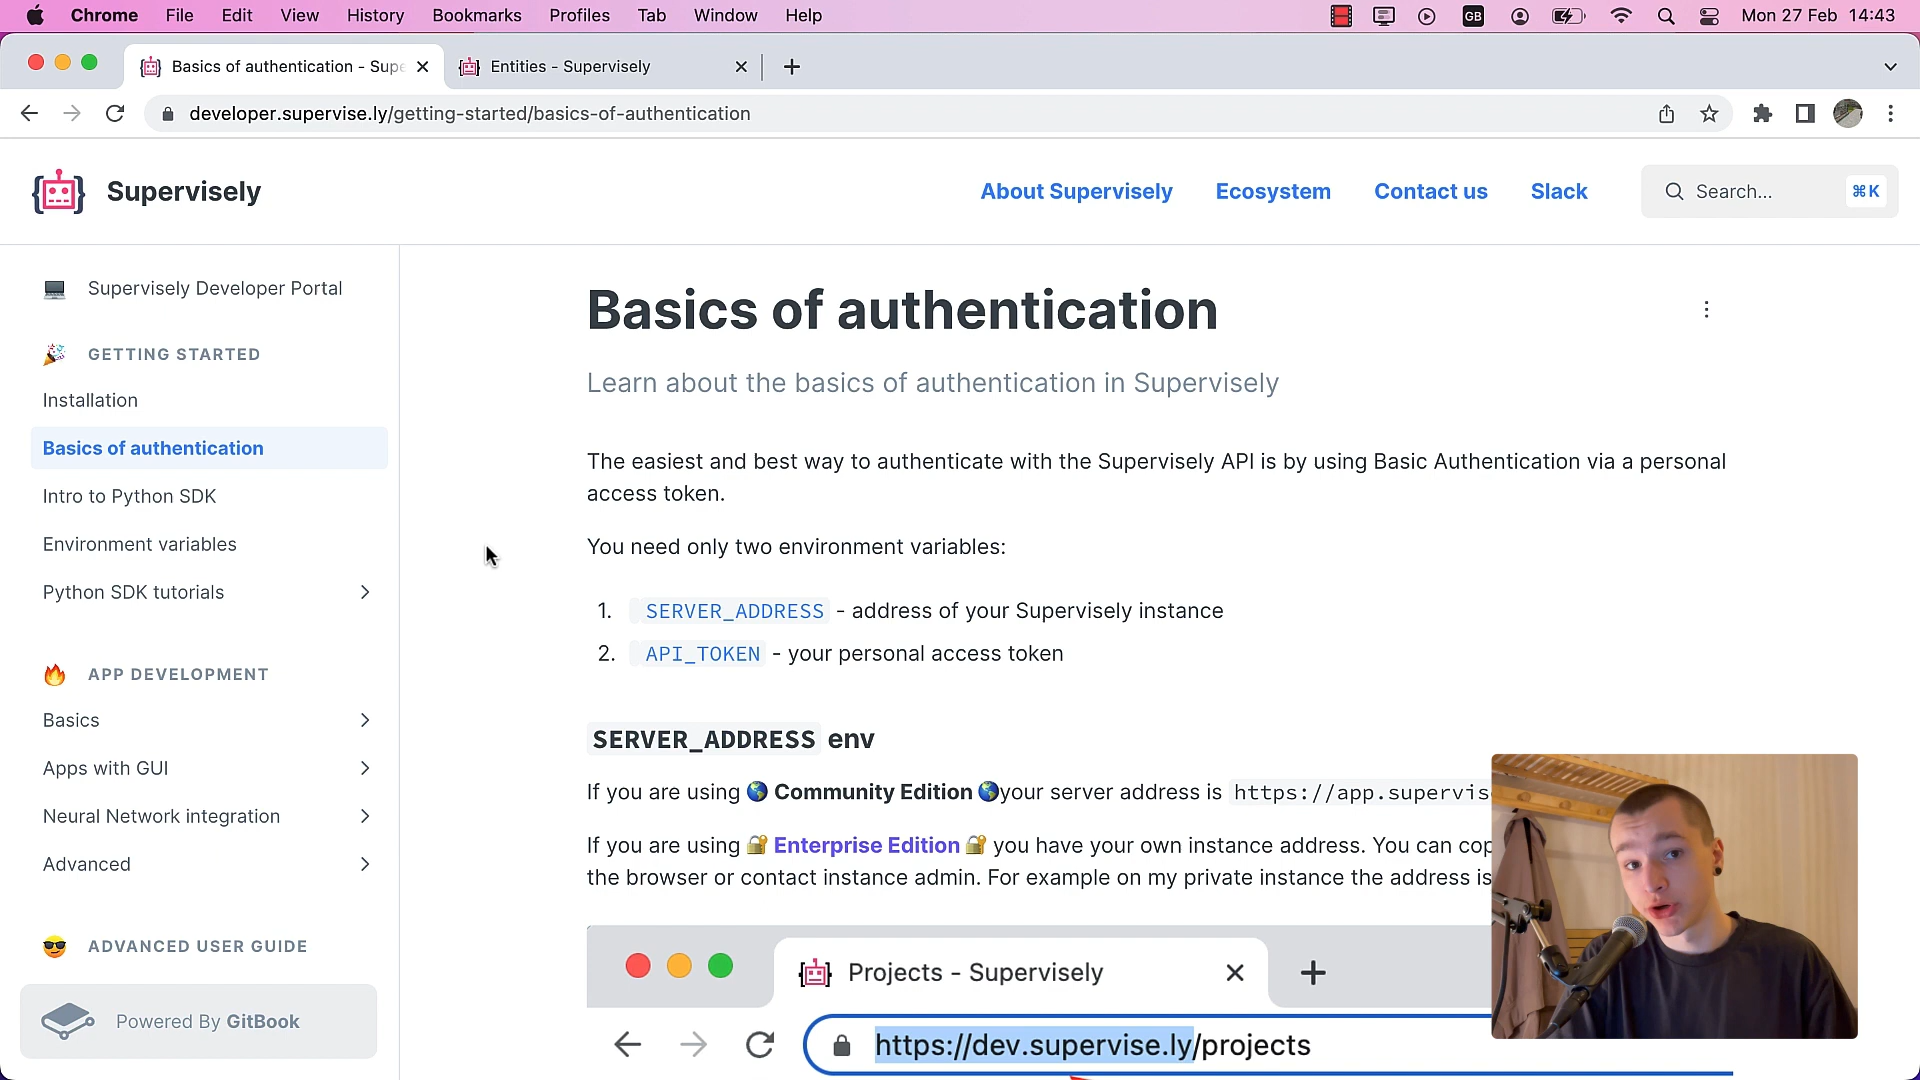 Chrome File Edit View History Bookmarks Profiles Tab Window Help GB Mon 27 Feb 14:43
Basics of authentication - Supe Entities - Supervisely
developer.supervise.ly/getting-started/basics-of-authentication
Supervisely About Supervisely Ecosystem Contact us Slack Search... ⌘K
Supervisely Developer Portal
GETTING STARTED
Installation
Basics of authentication
Intro to Python SDK
Environment variables
Python SDK tutorials
APP DEVELOPMENT
Basics
Apps with GUI
Neural Network integration
Advanced
ADVANCED USER GUIDE
Powered By GitBook
Basics of authentication
Learn about the basics of authentication in Supervisely
The easiest and best way to authenticate with the Supervisely API is by using Basic Authentication via a personal
access token.
You need only two environment variables:
1. SERVER_ADDRESS - address of your Supervisely instance
2. API_TOKEN - your personal access token
SERVER_ADDRESS env
If you are using 🌎 Community Edition 🌎your server address is https://app.supervis
If you are using 🔐 Enterprise Edition 🔐 you have your own instance address. You can cop
the browser or contact instance admin. For example on my private instance the address is
Projects - Supervisely
https://dev.supervise.ly/projects